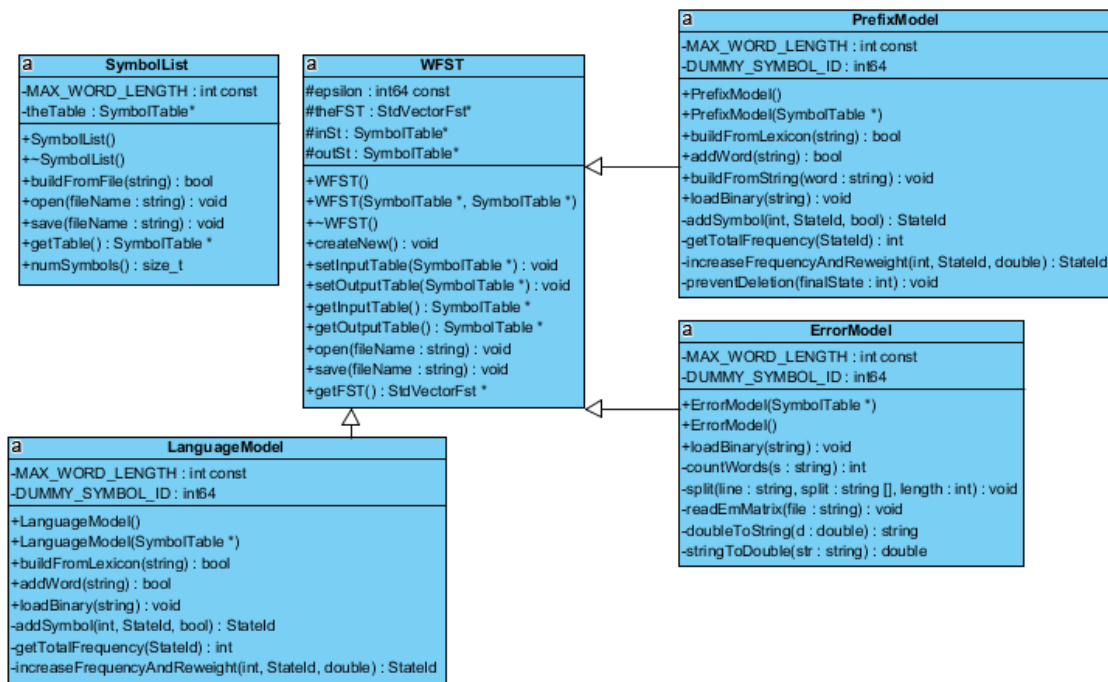 a SymbolList
-MAX_WORD_LENGTH : int const
-theTable : SymbolTable*
+SymbolList()
+~SymbolList()
+buildFromFile(string) : bool
+open(fileName : string) : void
+save(fileName : string) : void
+getTable() : SymbolTable *
+numSymbols() : size_t
a WFST
#epsilon : int64 const
#theFST : StdVectorFst*
#inSt : SymbolTable*
#outSt : SymbolTable*
+WFST()
+WFST(SymbolTable *, SymbolTable *)
+~WFST()
+createNew() : void
+setInputTable(SymbolTable *) : void
+setOutputTable(SymbolTable *) : void
+getInputTable() : SymbolTable *
+getOutputTable() : SymbolTable *
+open(fileName : string) : void
+save(fileName : string) : void
+getFST() : StdVectorFst *
a PrefixModel
-MAX_WORD_LENGTH : int const
-DUMMY_SYMBOL_ID : int64
+PrefixModel()
+PrefixModel(SymbolTable *)
+buildFromLexicon(string) : bool
+addWord(string) : bool
+buildFromString(word : string) : void
+loadBinary(string) : void
-addSymbol(int, StateId, bool) : StateId
-getTotalFrequency(StateId) : int
-increaseFrequencyAndReweight(int, StateId, double) : StateId
-preventDeletion(finalState : int) : void
a ErrorModel
-MAX_WORD_LENGTH : int const
-DUMMY_SYMBOL_ID : int64
+ErrorModel(SymbolTable *)
+ErrorModel()
+loadBinary(string) : void
-countWords(s : string) : int
-split(line : string, split : string [], length : int) : void
-readEmMatrix(file : string) : void
-doubleToString(d : double) : string
-stringToDouble(str : string) : double
a LanguageModel
-MAX_WORD_LENGTH : int const
-DUMMY_SYMBOL_ID : int64
+LanguageModel()
+LanguageModel(SymbolTable *)
+buildFromLexicon(string) : bool
+addWord(string) : bool
+loadBinary(string) : void
-addSymbol(int, StateId, bool) : StateId
-getTotalFrequency(StateId) : int
-increaseFrequencyAndReweight(int, StateId, double) : StateId